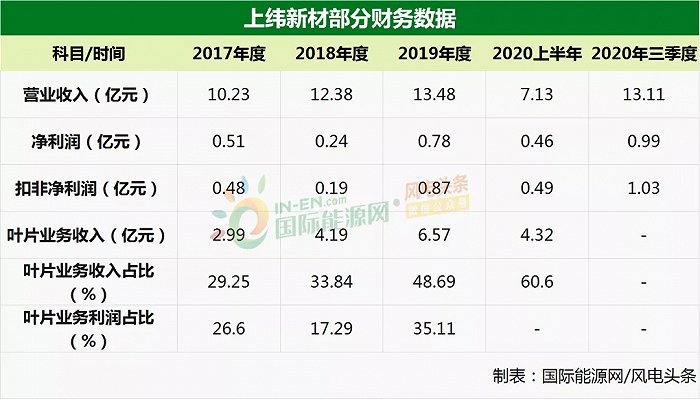 上纬新材部分财务数据
科目/时间 2017年度 2018年度 2019年度 2020上半年 2020年三季度
营业收入（亿元） 10.23 12.38 13.48 7.13 13.11
净利润（亿元） 0.51 0.24 0.78 0.46 0.99
扣非净利润（亿元） 0.48 0.19 0.87 0.49 1.03
IN-EN.com
国际能源网
风电头条
微信公众号
叶片业务收入（亿元） 2.99 4.19 6.57 4.32 -
叶片业务收入占比
（%） 29.25 33.84 48.69 60.6 -
叶片业务利润占比
（%） 26.6 17.29 35.11 - -
制表：国际能源网/风电头条